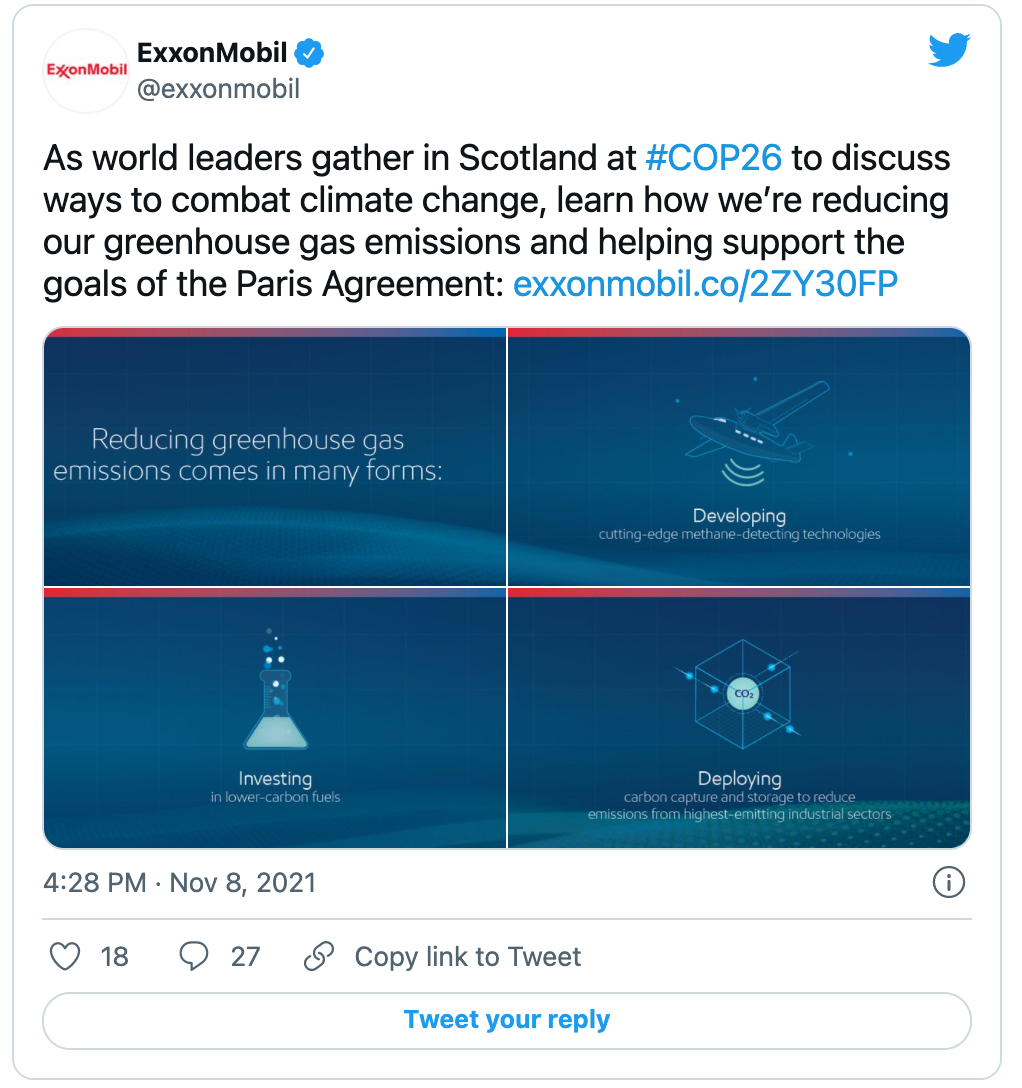 ExxonMobil
ExxonMobil
@exxonmobil
As world leaders gather in Scotland at #COP26 to discuss
ways to combat climate change, learn how we’re reducing
our greenhouse gas emissions and helping support the
goals of the Paris Agreement: exxonmobil.co/2ZY30FP
Reducing greenhouse gas
emissions comes in many forms:
Developing
cutting-edge methane-detecting technologies
Investing
in lower-carbon fuels
CO₂
Deploying
carbon capture and storage to reduce
emissions from highest-emitting industrial sectors
4:28 PM · Nov 8, 2021
18 27 Copy link to Tweet
Tweet your reply